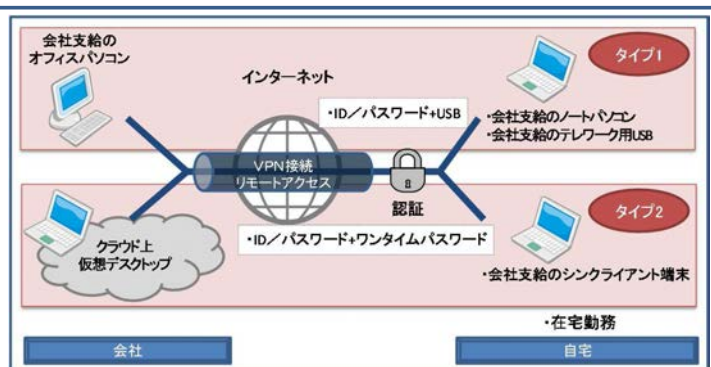 会社支給の
オフィスパソコン
インターネット
タイプ1
・ID／パスワード+USB
・会社支給のノートパソコン
・会社支給のテレワーク用USB
VPN接続
リモートアクセス
認証
タイプ2
クラウド上
仮想デスクトップ
・ID／パスワード+ワンタイムパスワード
・会社支給のシンクライアント端末
・在宅勤務
会社
自宅